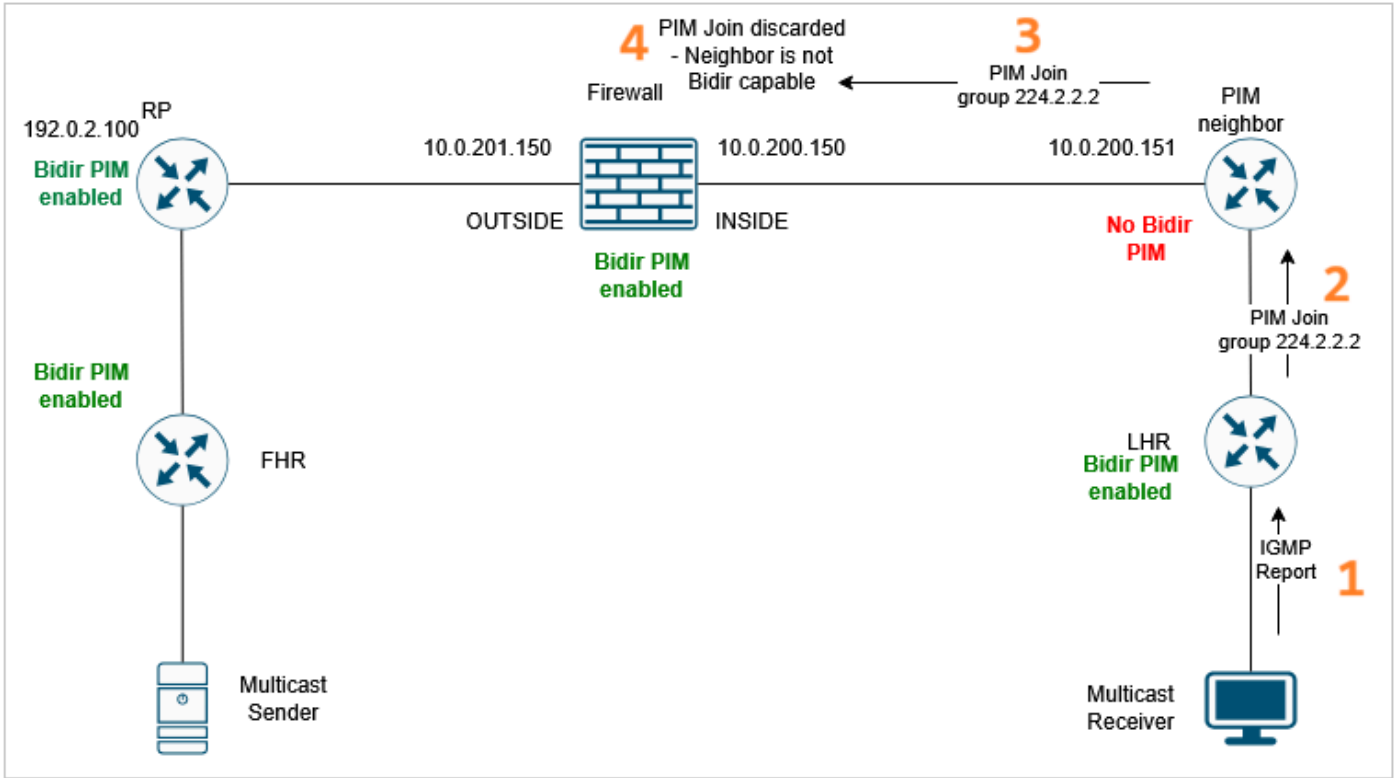 4
PIM Join discarded
- Neighbor is not
Bidir capable
3
PIM Join
group 224.2.2.2
Firewall
PIM
neighbor
RP
192.0.2.100
Bidir PIM
enabled
10.0.201.150
10.0.200.150
10.0.200.151
OUTSIDE
INSIDE
Bidir PIM
enabled
No Bidir
PIM
2
PIM Join
group 224.2.2.2
Bidir PIM
enabled
FHR
LHR
Bidir PIM
enabled
IGMP
Report
1
Multicast
Sender
Multicast
Receiver